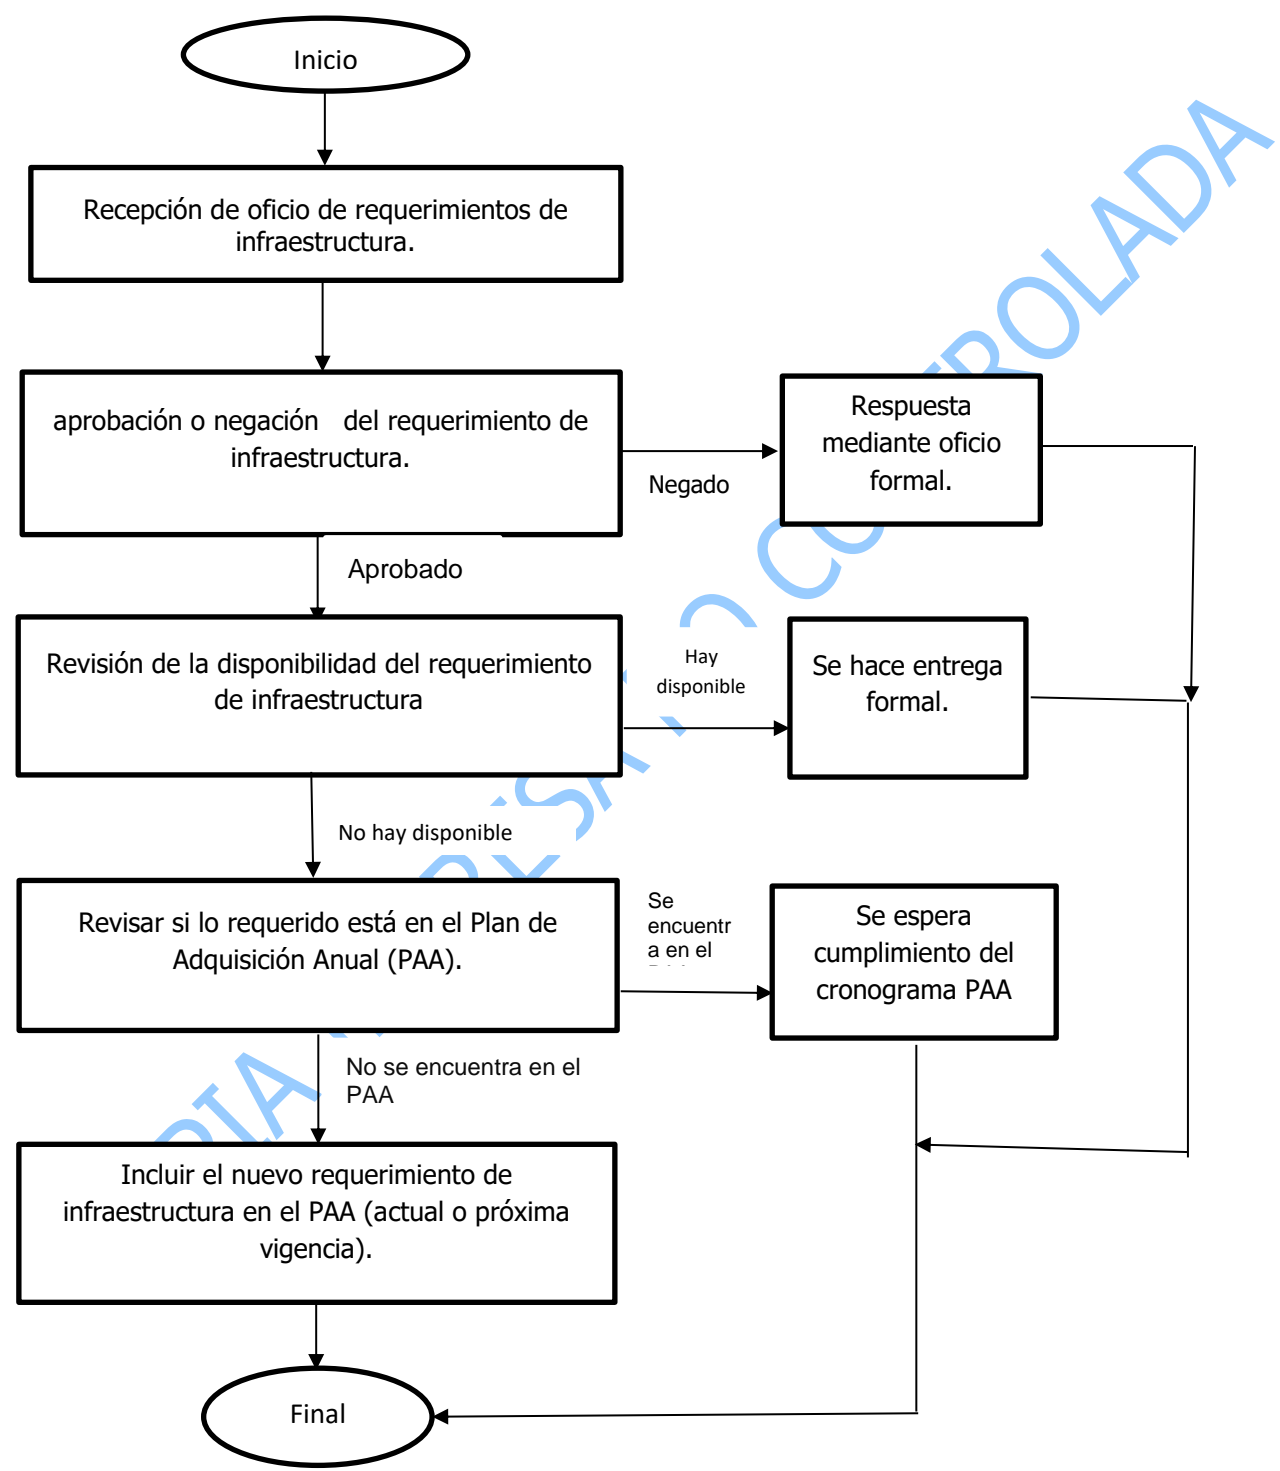 Inicio
Recepción de oficio de requerimientos de
infraestructura.
aprobación o negación del requerimiento de
infraestructura.
Negado
Respuesta
mediante oficio
formal.
Aprobado
Revisión de la disponibilidad del requerimiento
de infraestructura
Hay
disponible
Se hace entrega
formal.
No hay disponible
Revisar si lo requerido está en el Plan de
Adquisición Anual (PAA).
Se
encuentr
a en el
Se espera
cumplimiento del
cronograma PAA
No se encuentra en el
PAA
Incluir el nuevo requerimiento de
infraestructura en el PAA (actual o próxima
vigencia).
Final